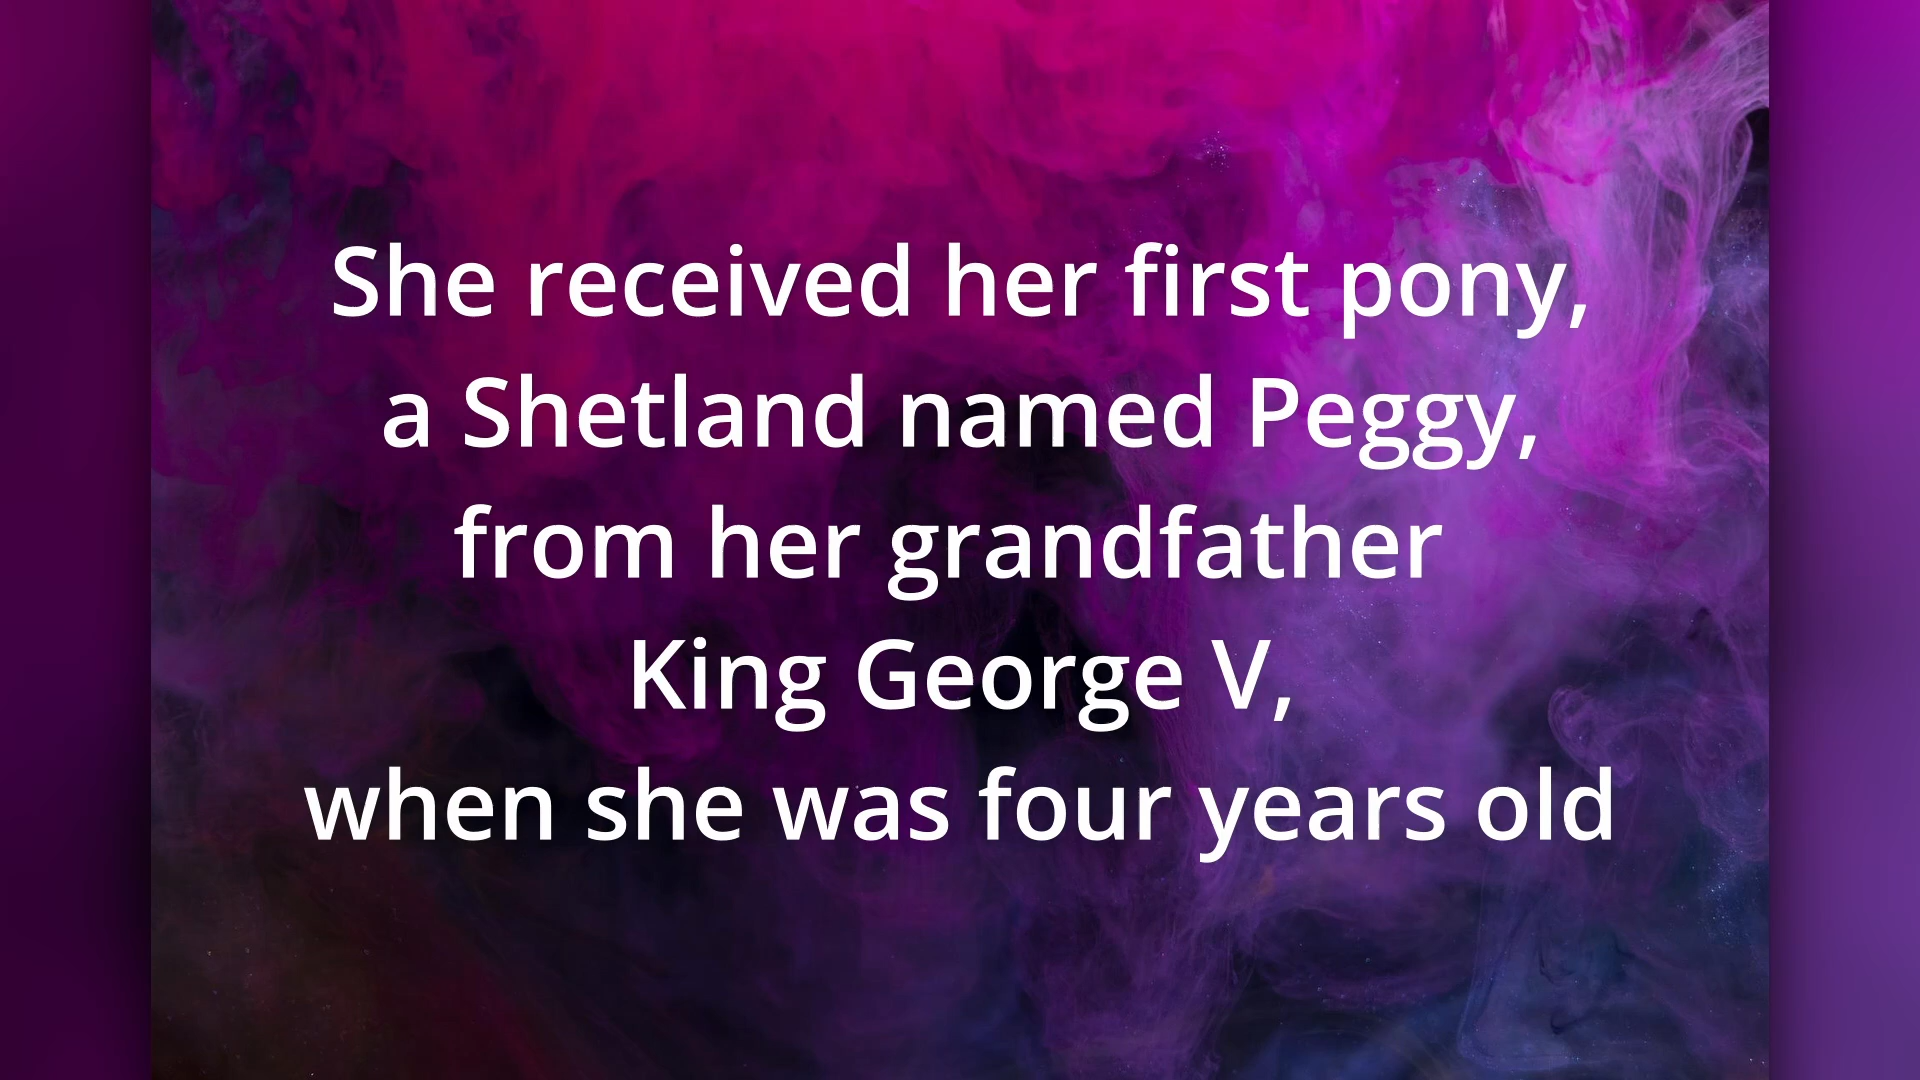 She received her first pony,
a Shetland named Peggy,
from her grandfather
King George V,
when she was four years old